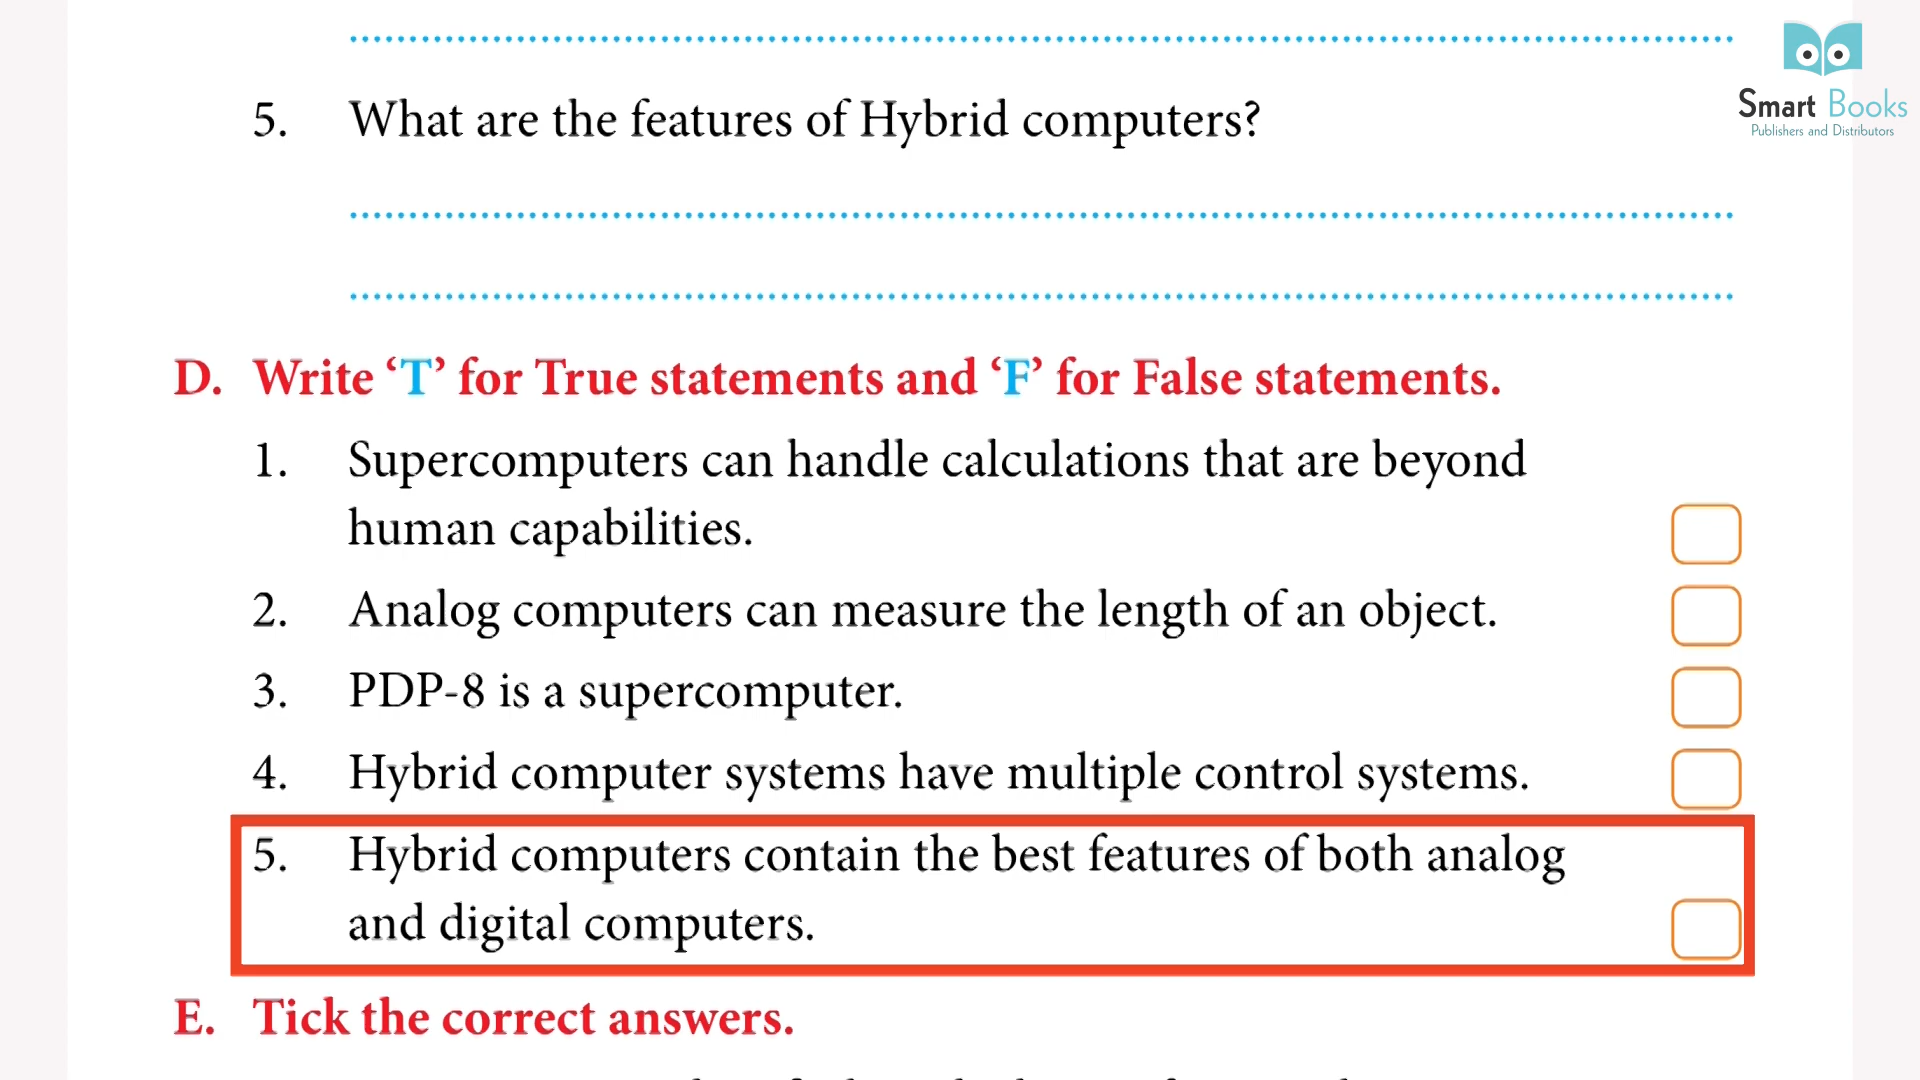 Smart Books
Publishers and Distributors
5. What are the features of Hybrid computers?
D. Write ‘T’ for True statements and ‘F’ for False statements.
1. Supercomputers can handle calculations that are beyond
human capabilities.
2. Analog computers can measure the length of an object.
3. PDP-8 is a supercomputer.
4. Hybrid computer systems have multiple control systems.
5. Hybrid computers contain the best features of both analog
and digital computers.
E. Tick the correct answers.